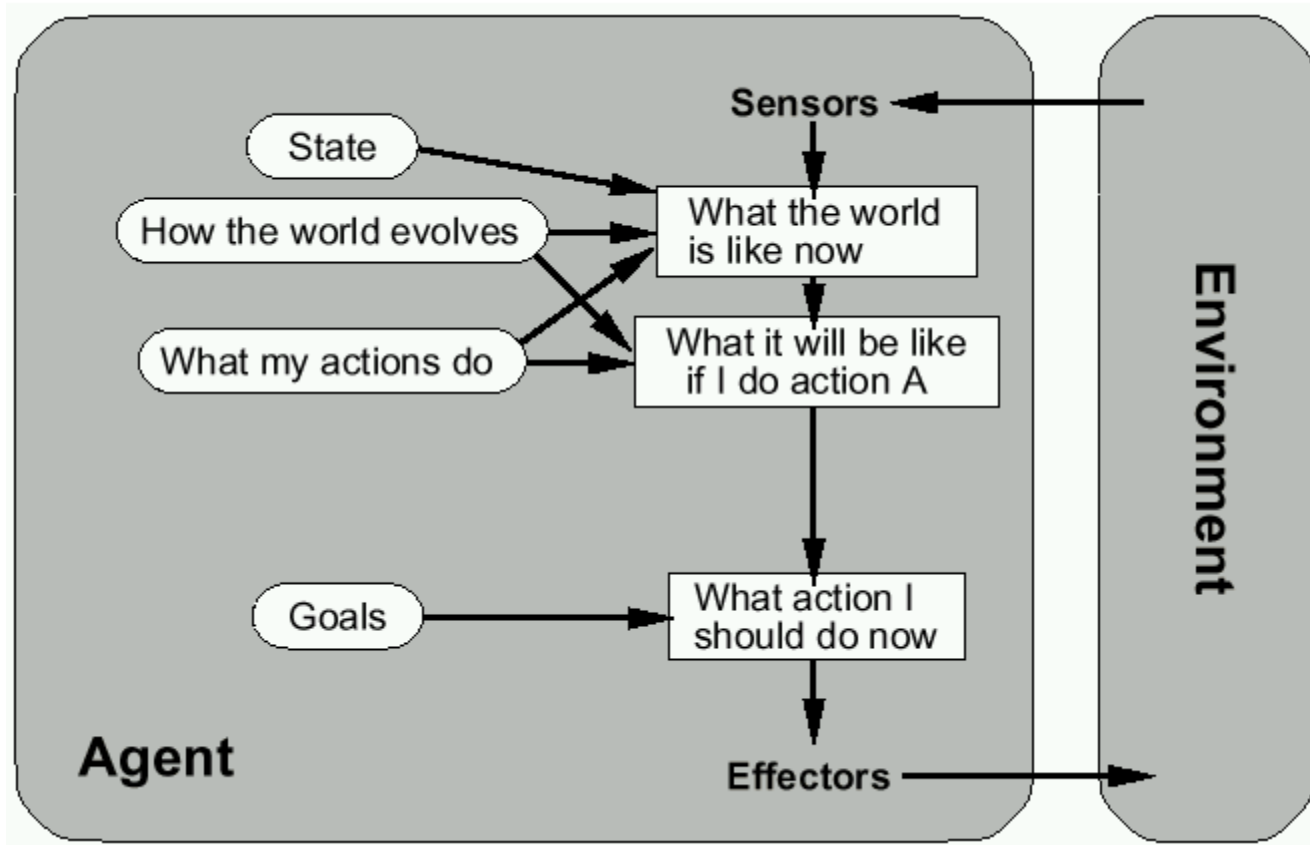 Sensors
State
What the world
is like now
How the world evolves
What my actions do
What it will be like
if I do action A
Environment
Goals
What action I
should do now
Agent
Effectors